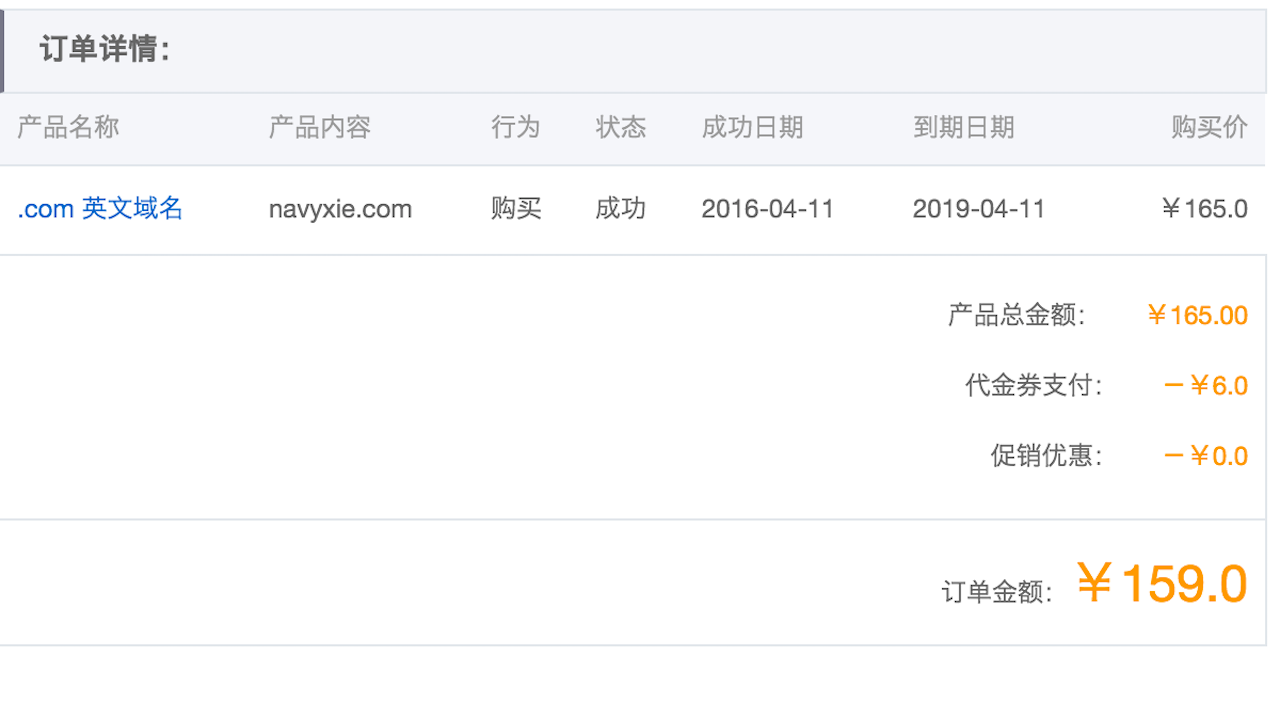 订单详情：
产品名称 产品内容 行为 状态 成功日期 到期日期 购买价
.com 英文域名 navyxie.com 购买 成功 2016-04-11 2019-04-11 ￥165.0
产品总金额： ￥165.00
代金券支付： －￥6.0
促销优惠： －￥0.0
订单金额： ￥159.0